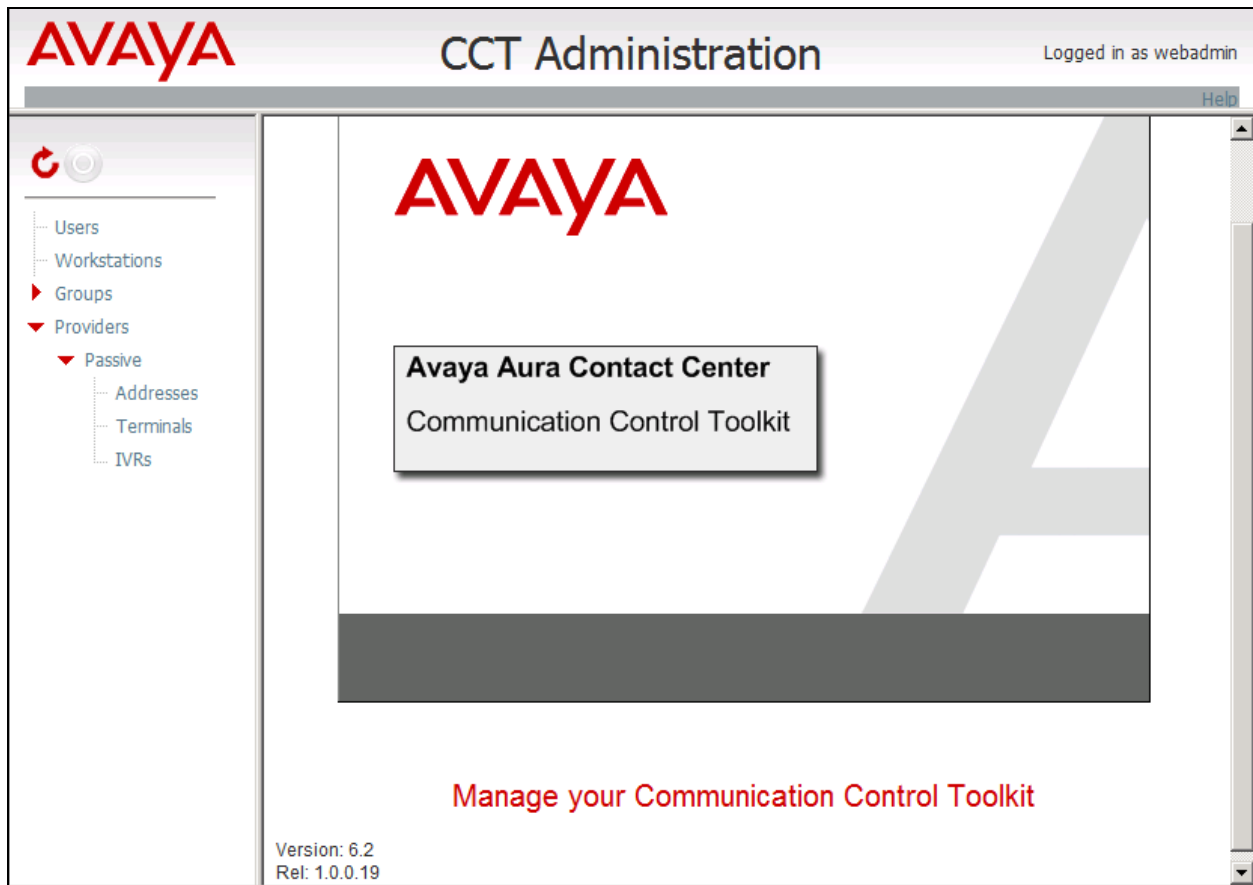 AVAYA
CCT Administration
Logged in as webadmin
Help
Users
Workstations
Groups
Providers
Passive
Addresses
Terminals
IVRs
AVAYA
Avaya Aura Contact Center
Communication Control Toolkit
Manage your Communication Control Toolkit
Version: 6.2
Rel: 1.0.0.19